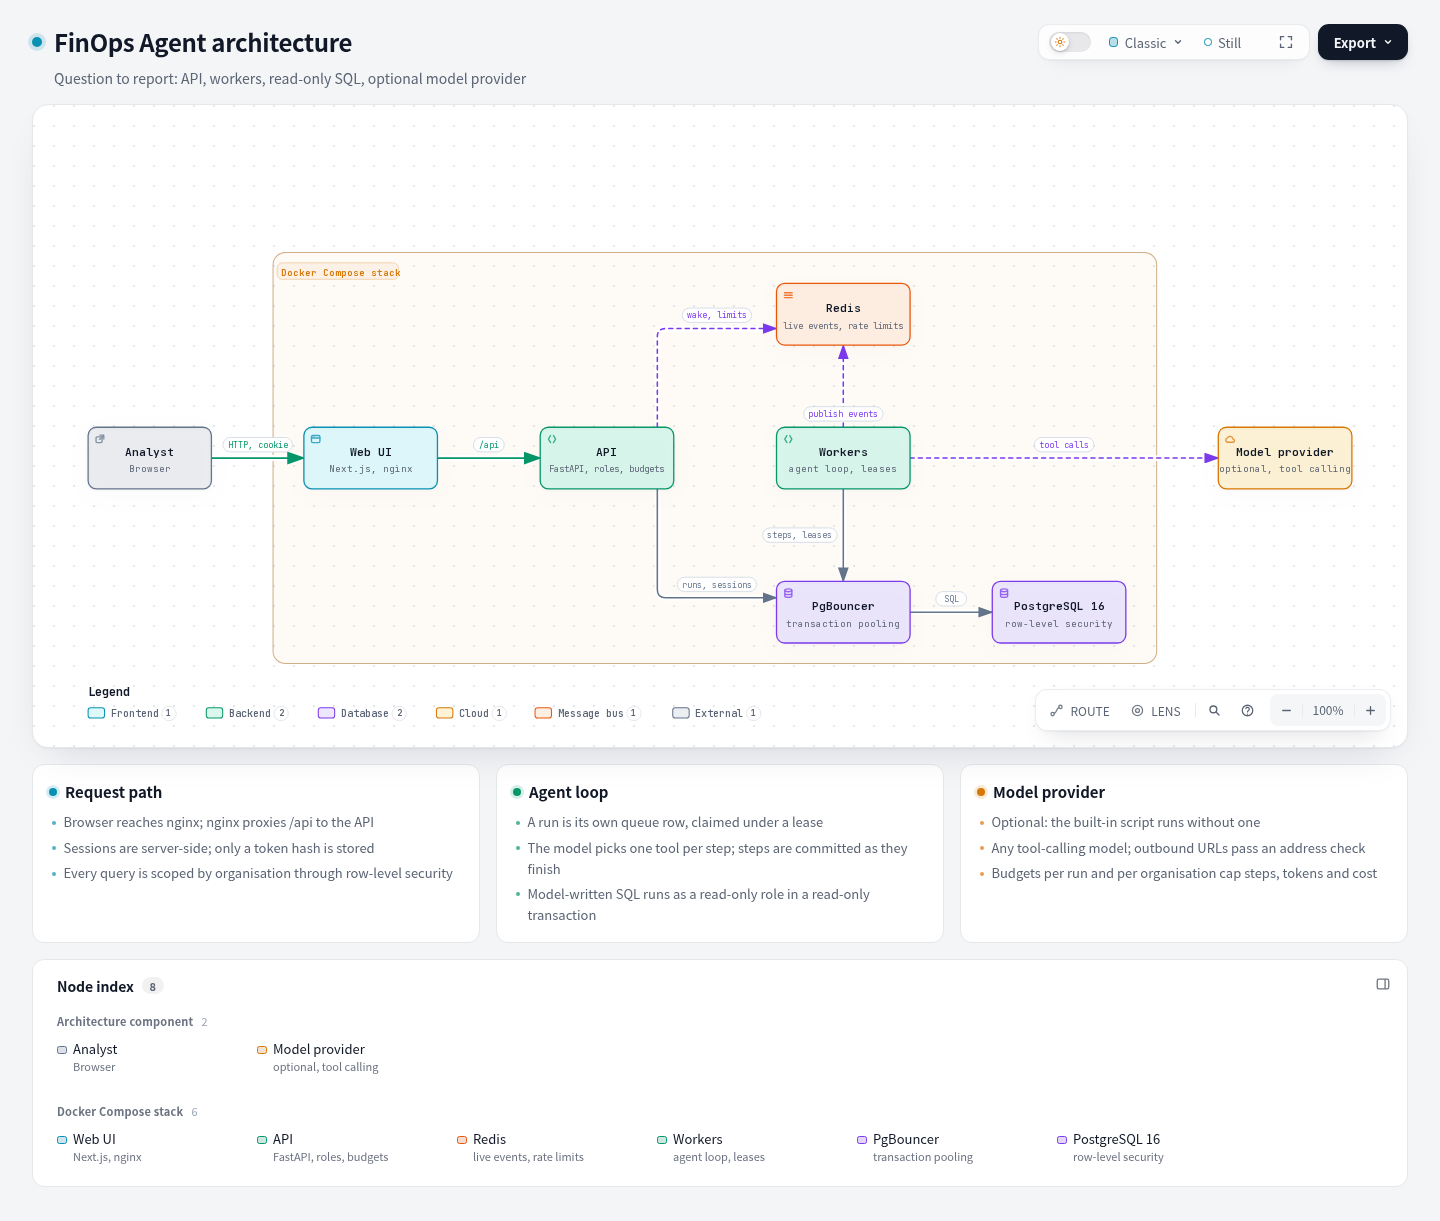 FinOps Agent architecture
Question to report: API, workers, read-only SQL, optional model provider
Classic
Still
Export
Docker Compose stack
Redis
live events, rate limits
wake, limits
publish events
Analyst
Browser
HTTP, cookie
Web UI
Next.js, nginx
/api
API
FastAPI, roles, budgets
Workers
agent loop, leases
tool calls
Model provider
optional, tool calling
steps, leases
runs, sessions
PgBouncer
transaction pooling
SQL
PostgreSQL 16
row-level security
Legend
Frontend 1
Backend 2
Database 2
Cloud 1
Message bus 1
External 1
ROUTE
LENS
100%
Request path
Browser reaches nginx; nginx proxies /api to the API
Sessions are server-side; only a token hash is stored
Every query is scoped by organisation through row-level security
Agent loop
A run is its own queue row, claimed under a lease
The model picks one tool per step; steps are committed as they
finish
Model-written SQL runs as a read-only role in a read-only
transaction
Model provider
Optional: the built-in script runs without one
Any tool-calling model; outbound URLs pass an address check
Budgets per run and per organisation cap steps, tokens and cost
Node index 8
Architecture component 2
Analyst
Browser
Model provider
optional, tool calling
Docker Compose stack 6
Web UI
Next.js, nginx
API
FastAPI, roles, budgets
Redis
live events, rate limits
Workers
agent loop, leases
PgBouncer
transaction pooling
PostgreSQL 16
row-level security